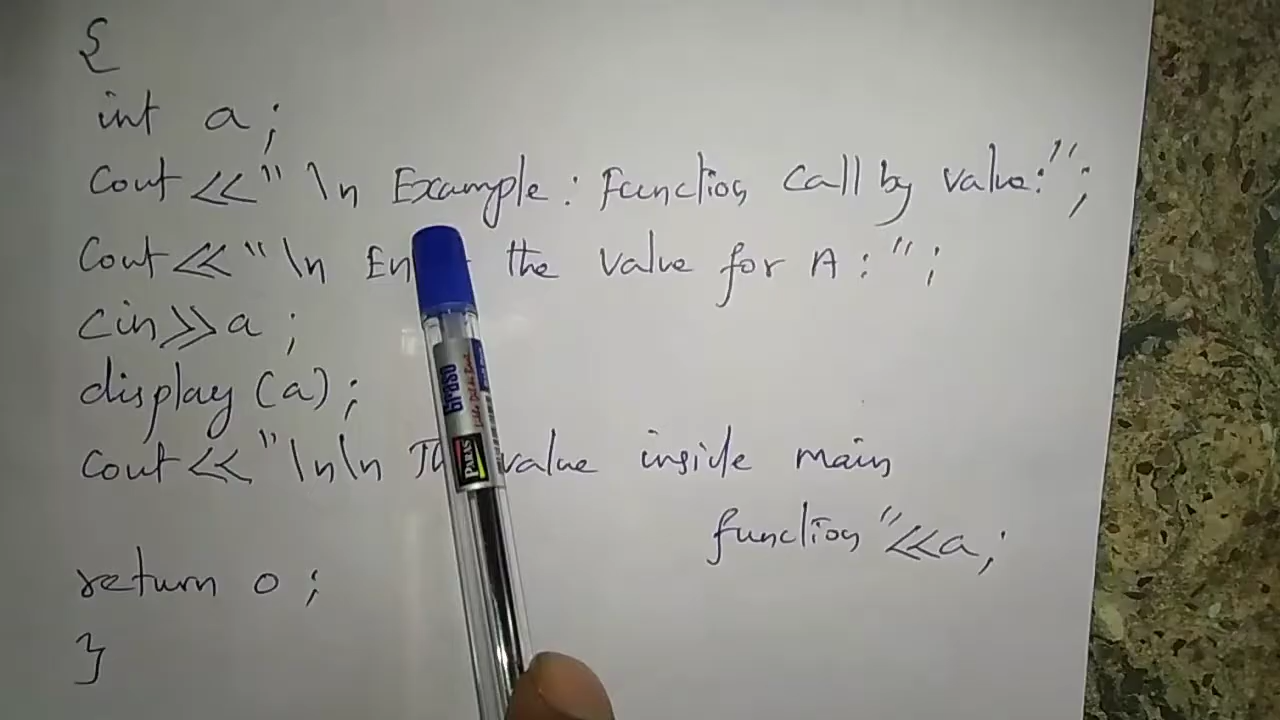 {
int a;
Cout <<"\n Example : Function Call by value:";
Cout <<"\n the value for A :";
Cin>>a ;
display (a);
Cout <<"\n\n value inside main
function "<<a;
return 0 ;
}
PARAS